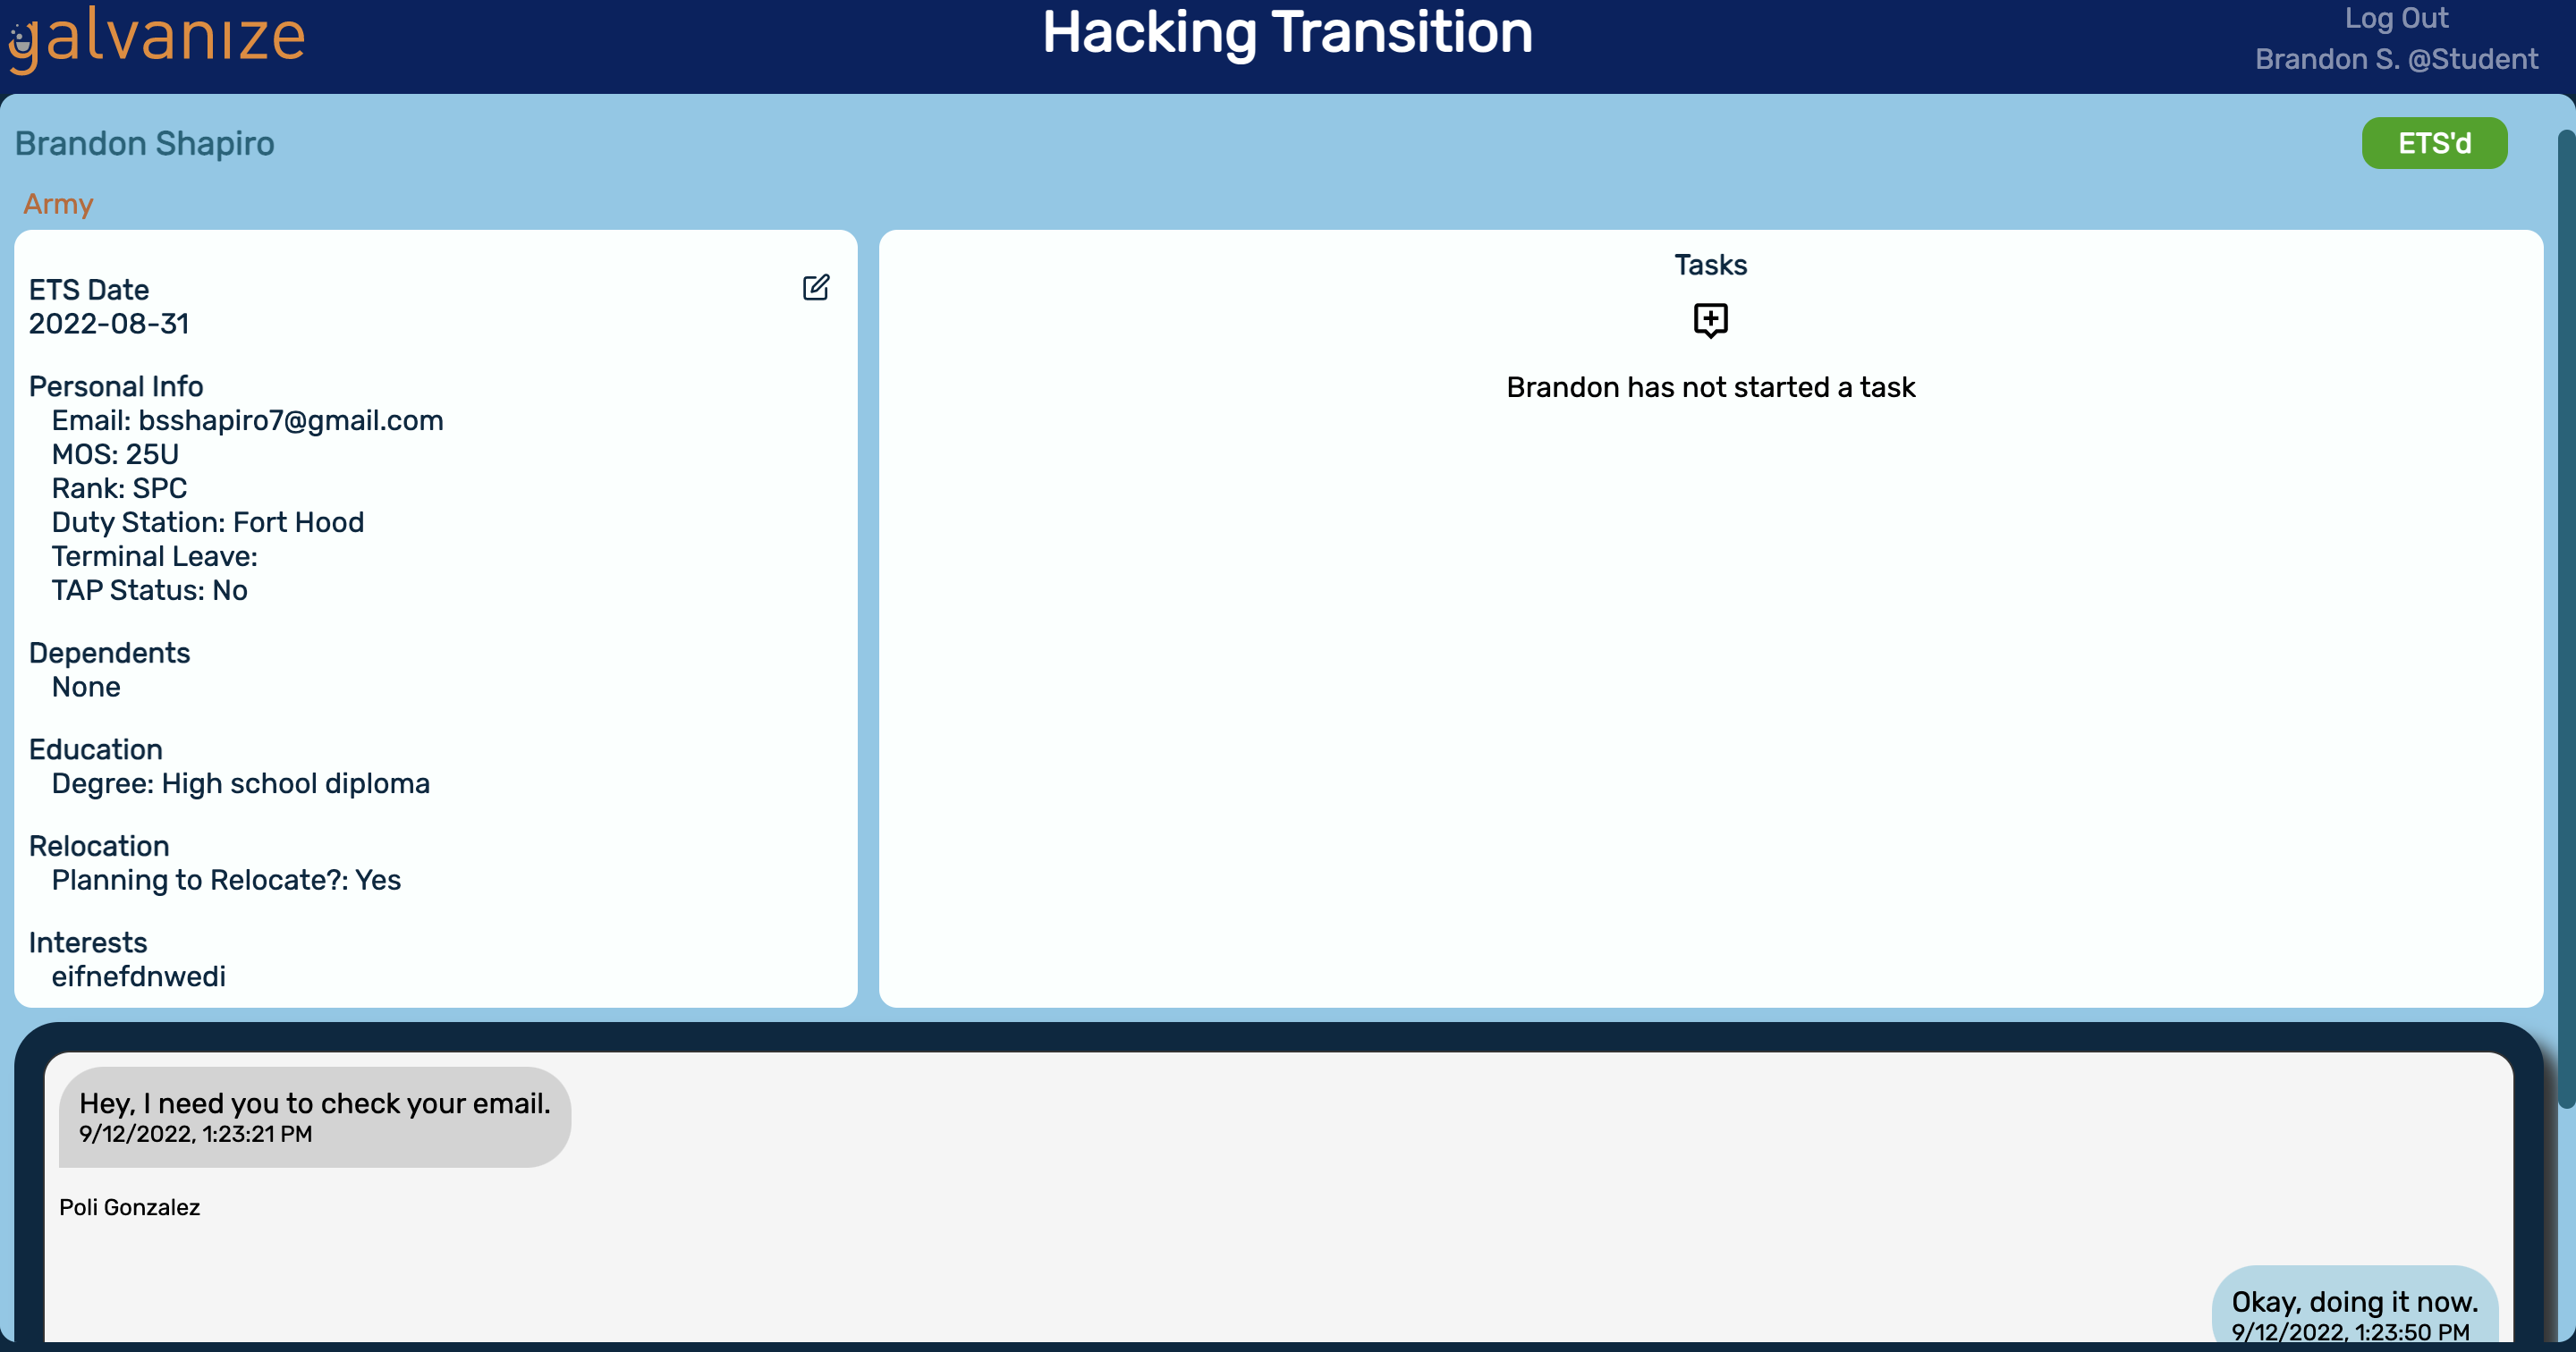 galvanize
Hacking Transition
Log Out
Brandon S. @Student
Brandon Shapiro
ETS'd
Army
ETS Date
2022-08-31
Personal Info
Email: bsshapiro7@gmail.com
MOS: 25U
Rank: SPC
Duty Station: Fort Hood
Terminal Leave:
TAP Status: No
Dependents
None
Education
Degree: High school diploma
Relocation
Planning to Relocate?: Yes
Interests
eifnefdnwedi
Tasks
Brandon has not started a task
Hey, I need you to check your email.
9/12/2022, 1:23:21 PM
Poli Gonzalez
Okay, doing it now.
9/12/2022, 1:23:50 PM